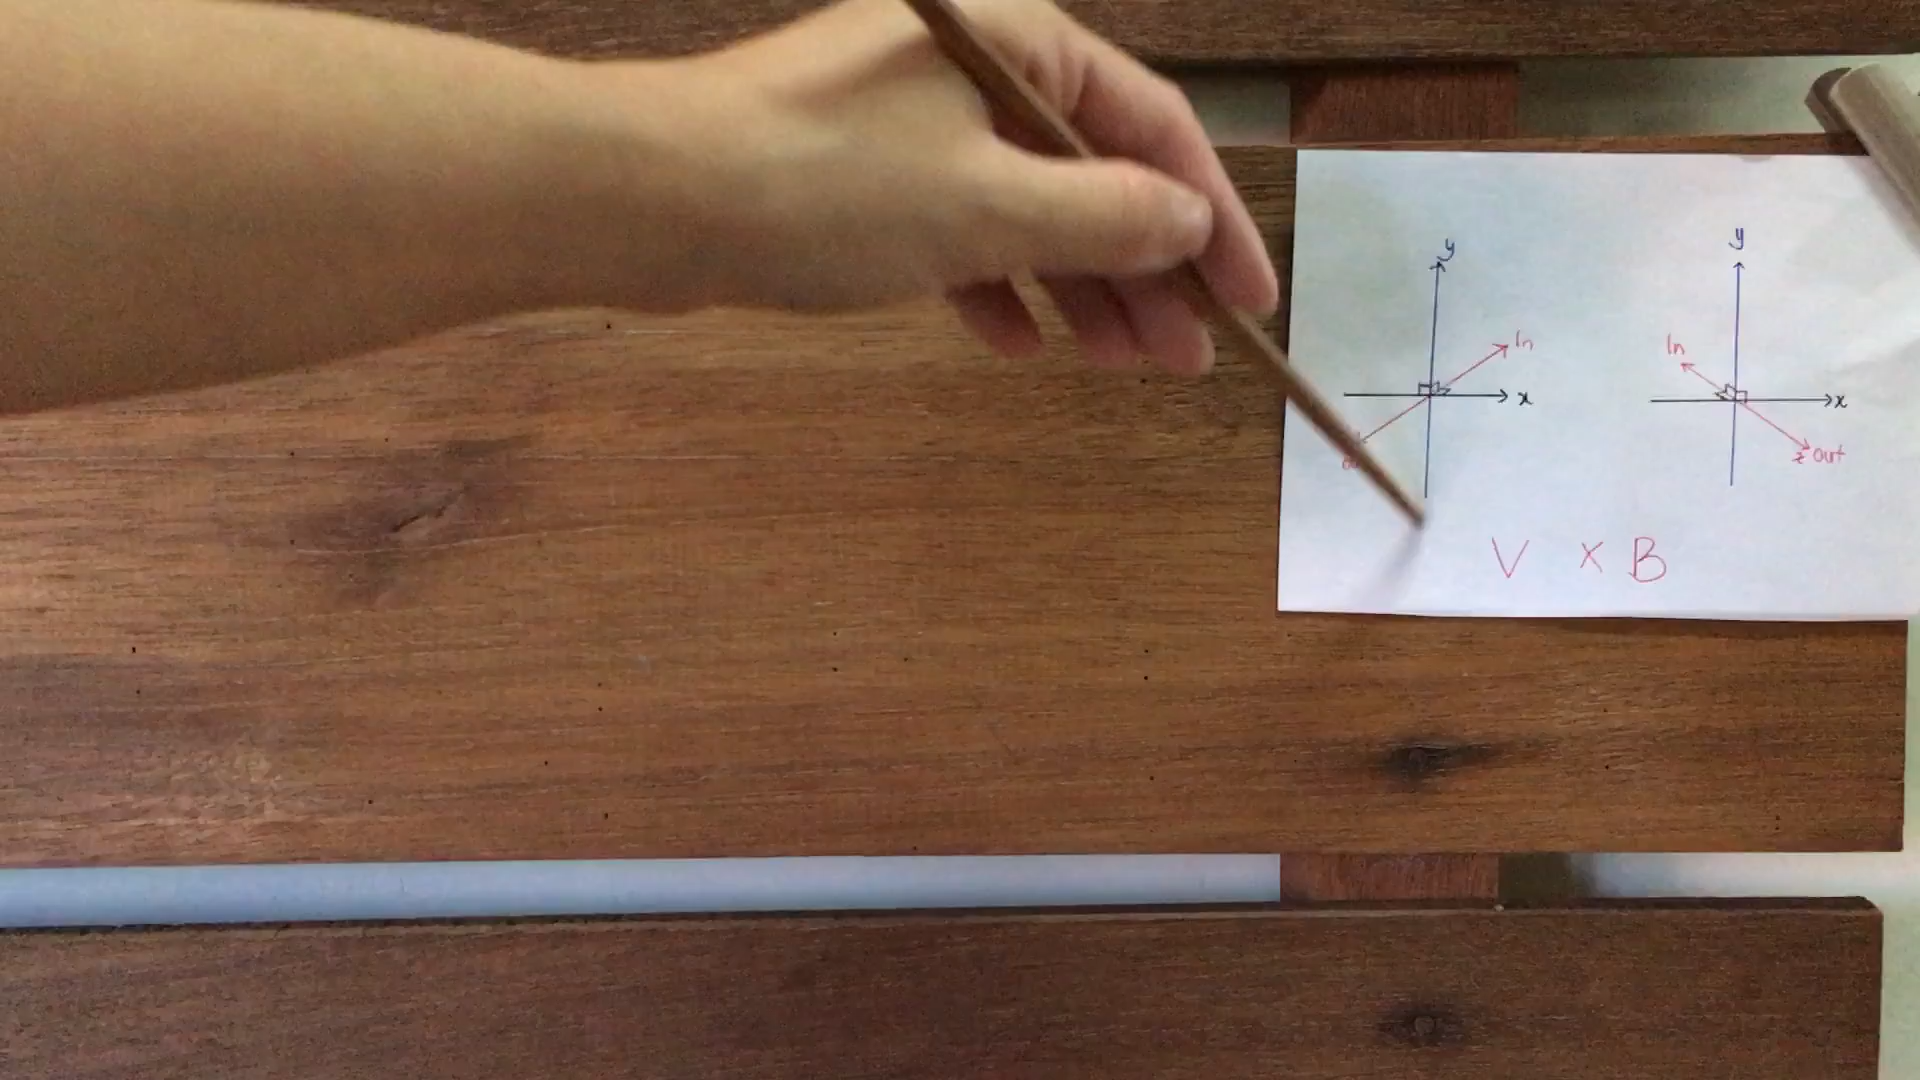 y y
In In
x x
z out
V × B